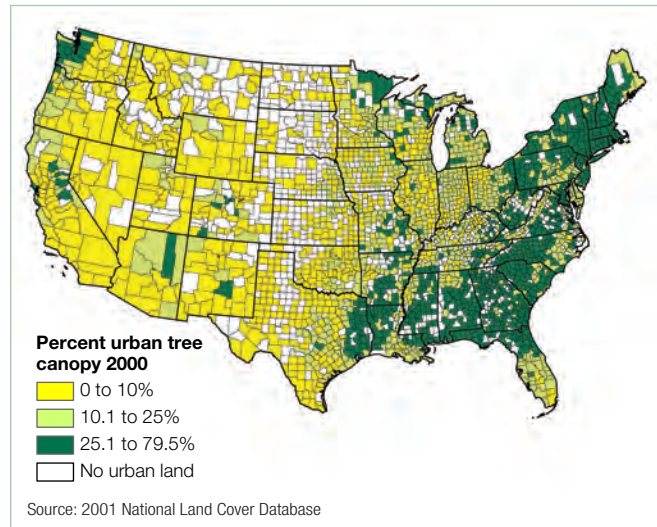 Percent urban tree
canopy 2000
0 to 10%
10.1 to 25%
25.1 to 79.5%
No urban land
Source: 2001 National Land Cover Database